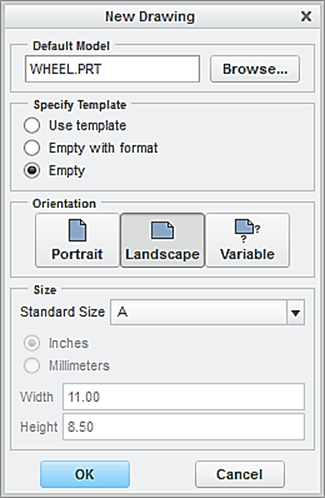 New Drawing
Default Model
WHEEL.PRT Browse...
Specify Template
Use template
Empty with format
Empty
Orientation
? ?
Portrait Landscape Variable
Size
Standard Size A
Inches
Millimeters
Width 11.00
Height 8.50
OK Cancel